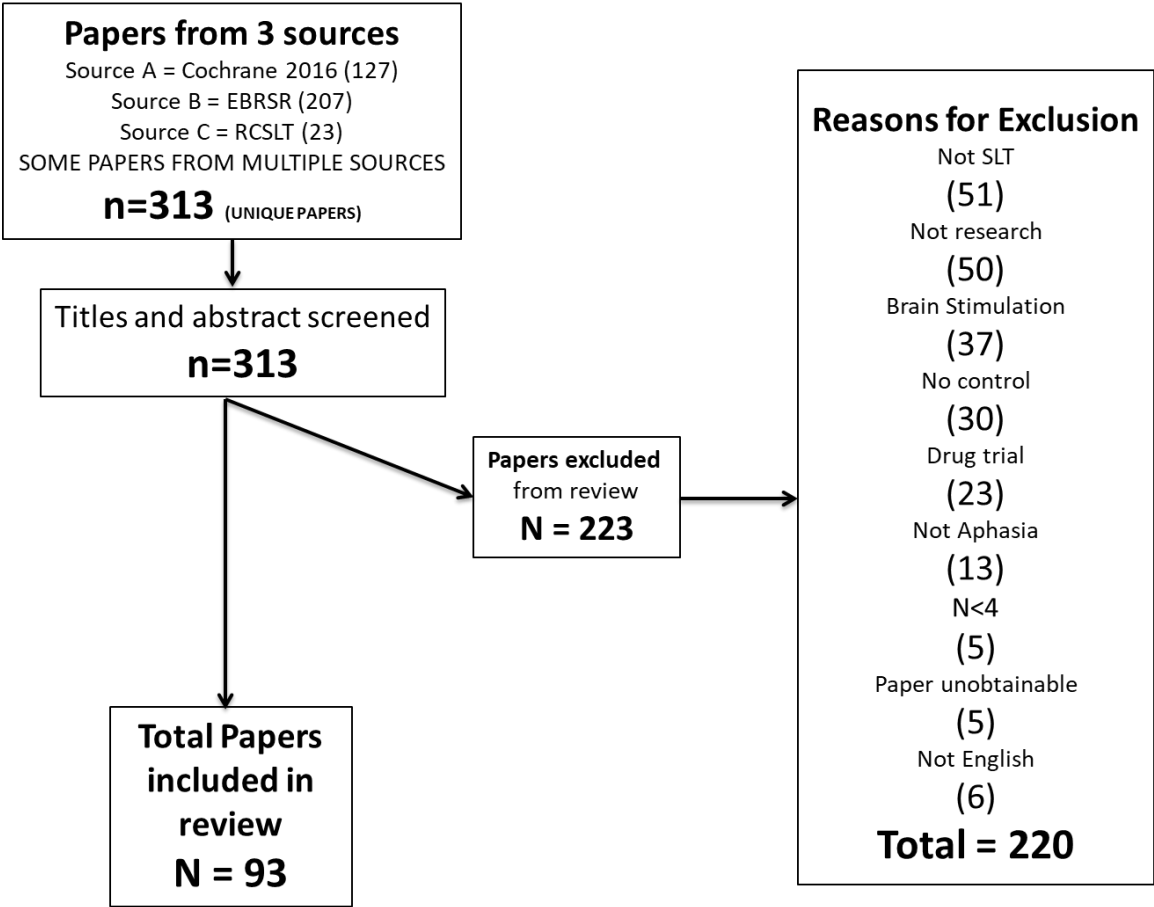 Papers from 3 sources
Source A = Cochrane 2016 (127)
Source B = EBRSR (207)
Source C = RCSLT (23)
SOME PAPERS FROM MULTIPLE SOURCES
n=313 (UNIQUE PAPERS)
Titles and abstract screened
n=313
Papers excluded
from review
N = 223
Reasons for Exclusion
Not SLT
(51)
Not research
(50)
Brain Stimulation
(37)
No control
(30)
Drug trial
(23)
Not Aphasia
(13)
N<4
(5)
Paper unobtainable
(5)
Not English
(6)
Total = 220
Total Papers
included in
review
N = 93